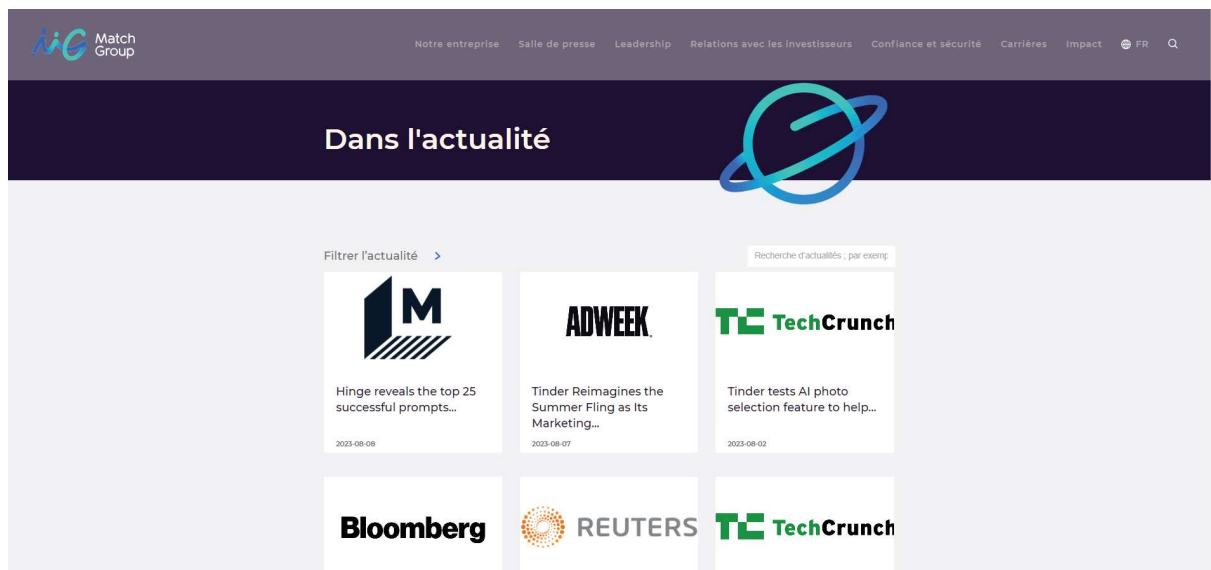 Match
Group
Notre entreprise Salle de presse Leadership Relations avec les investisseurs Confiance et sécurité Carrières Impact FR
Dans l'actualité
Filtrer l'actualité >
Recherche d'actualités ; par exemp
M
ADWEEK
TC TechCrunch
Hinge reveals the top 25
successful prompts...
2023-08-08
Tinder Reimagines the
Summer Fling as Its
Marketing...
2023-08-07
Tinder tests AI photo
selection feature to help...
2023-08-02
Bloomberg
REUTERS
TC TechCrunch